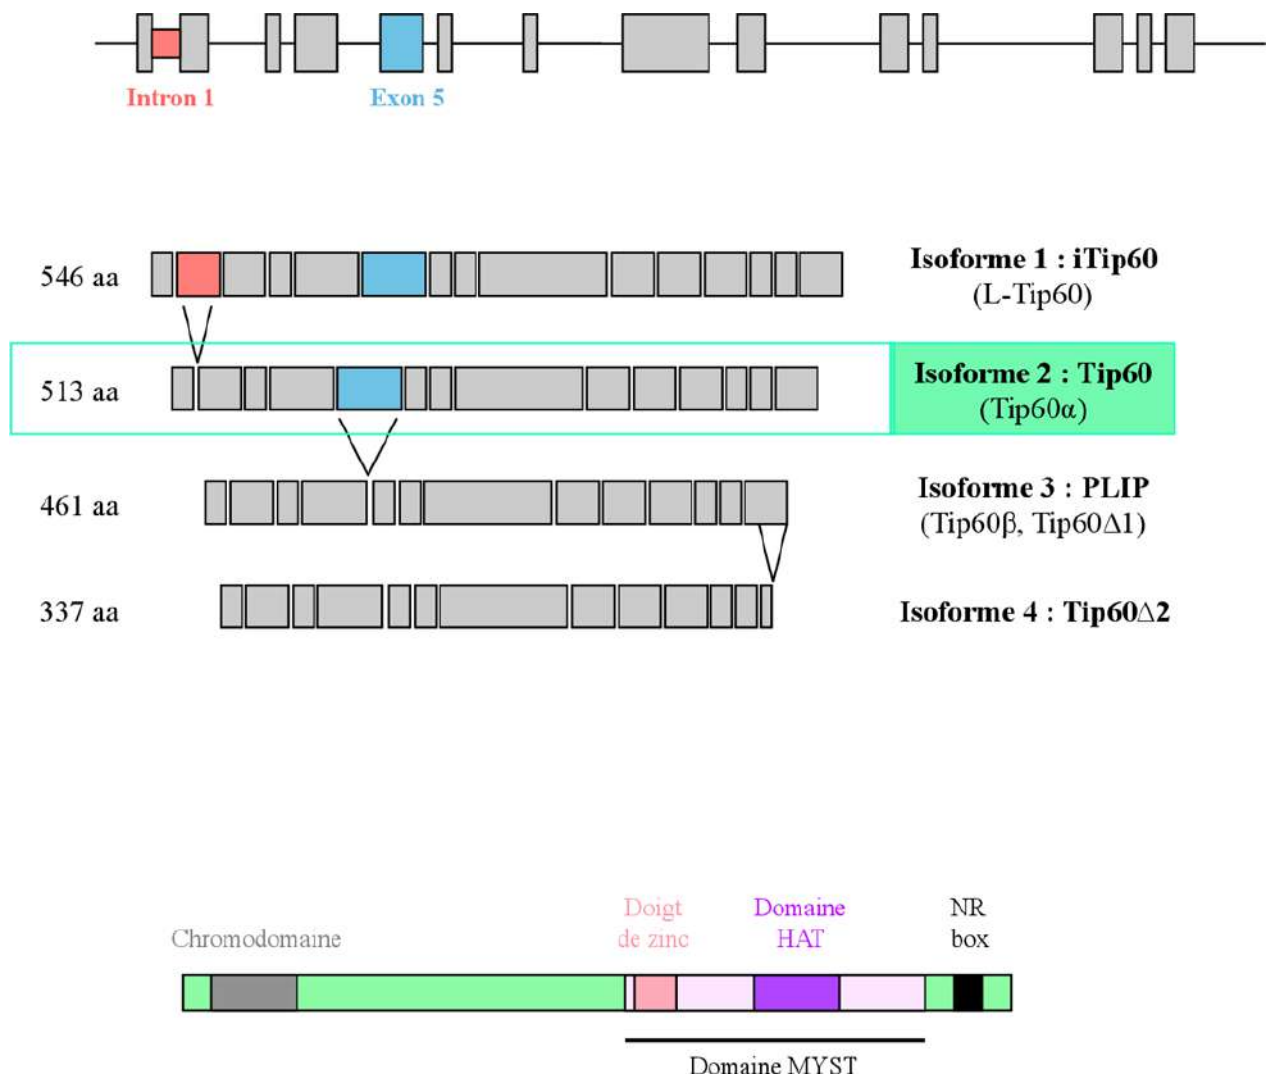 Intron 1
Exon 5
546 aa
Isoforme 1 : iTip60
(L-Tip60)
513 aa
Isoforme 2 : Tip60
(Tip60α)
461 aa
Isoforme 3 : PLIP
(Tip60β, Tip60Δ1)
337 aa
Isoforme 4 : Tip60Δ2
Chromodomaine
Doigt
de zinc
Domaine
HAT
NR
box
Domaine MYST